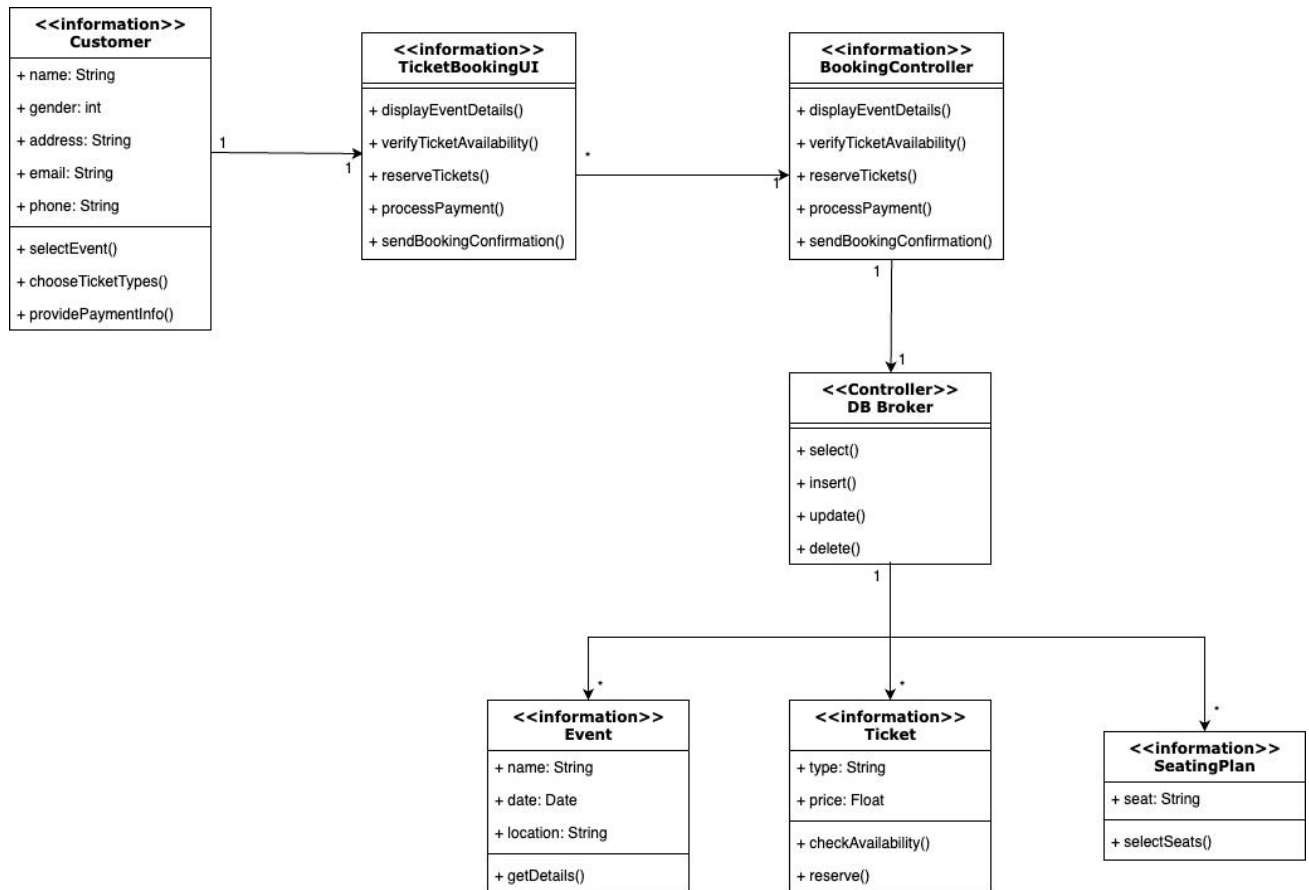 <<information>>
Customer
+ name: String
+ gender: int
+ address: String
+ email: String
+ phone: String
+ selectEvent()
+ chooseTicketTypes()
+ providePaymentInfo()
1
1
<<information>>
TicketBookingUI
+ displayEventDetails()
+ verifyTicketAvailability()
+ reserveTickets()
+ processPayment()
+ sendBookingConfirmation()
*
1
<<information>>
BookingController
+ displayEventDetails()
+ verifyTicketAvailability()
+ reserveTickets()
+ processPayment()
+ sendBookingConfirmation()
1
1
<<Controller>>
DB Broker
+ select()
+ insert()
+ update()
+ delete()
1
*
*
*
<<information>>
Event
+ name: String
+ date: Date
+ location: String
+ getDetails()
<<information>>
Ticket
+ type: String
+ price: Float
+ checkAvailability()
+ reserve()
<<information>>
SeatingPlan
+ seat: String
+ selectSeats()